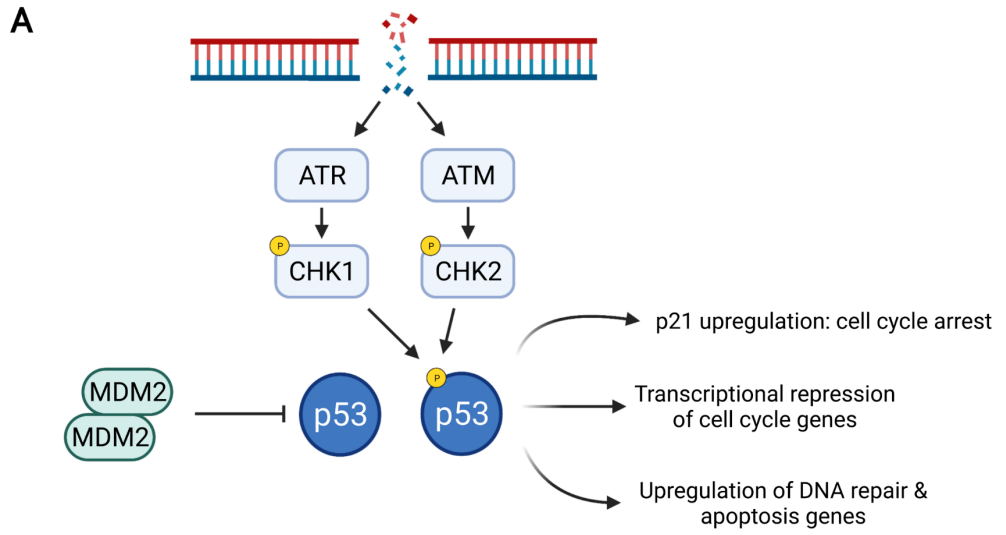 A
ATR
ATM
P
CHK1
P
CHK2
p21 upregulation: cell cycle arrest
MDM2
MDM2
p53
P
p53
Transcriptional repression
of cell cycle genes
Upregulation of DNA repair &
apoptosis genes